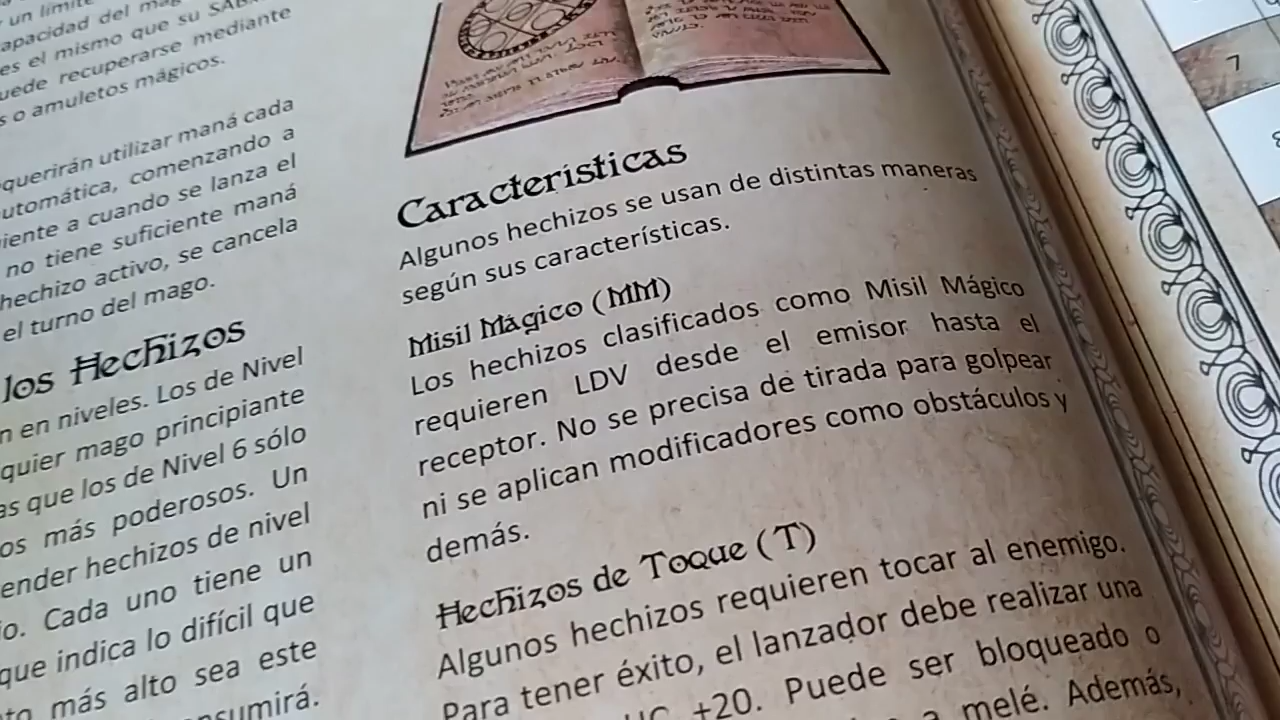 un límite
capacidad del
es el mismo que su
puede recuperarse mediante
s o amuletos mágicos.
querirán utilizar maná cada
utomática, comenzando a
iente a cuando se lanza el
no tiene suficiente maná
hechizo activo, se cancela
el turno del mago.
los Hechizos
n en niveles. Los de Nivel
quier mago principiante
as que los de Nivel 6 sólo
os más poderosos. Un
ender hechizos de nivel
io. Cada uno tiene un
que indica lo difícil que
to más alto sea este
nsumirá.
Características
Algunos hechizos se usan de distintas maneras
según sus características.
Misil Mágico (MM)
Los hechizos clasificados como Misil Mágico
requieren LDV desde el emisor hasta el
receptor. No se precisa de tirada para golpear
ni se aplican modificadores como obstáculos y
demás.
Hechizos de Toque (T)
Algunos hechizos requieren tocar al enemigo.
Para tener éxito, el lanzador debe realizar una
+20. Puede ser bloqueado o
a melé. Además,
7